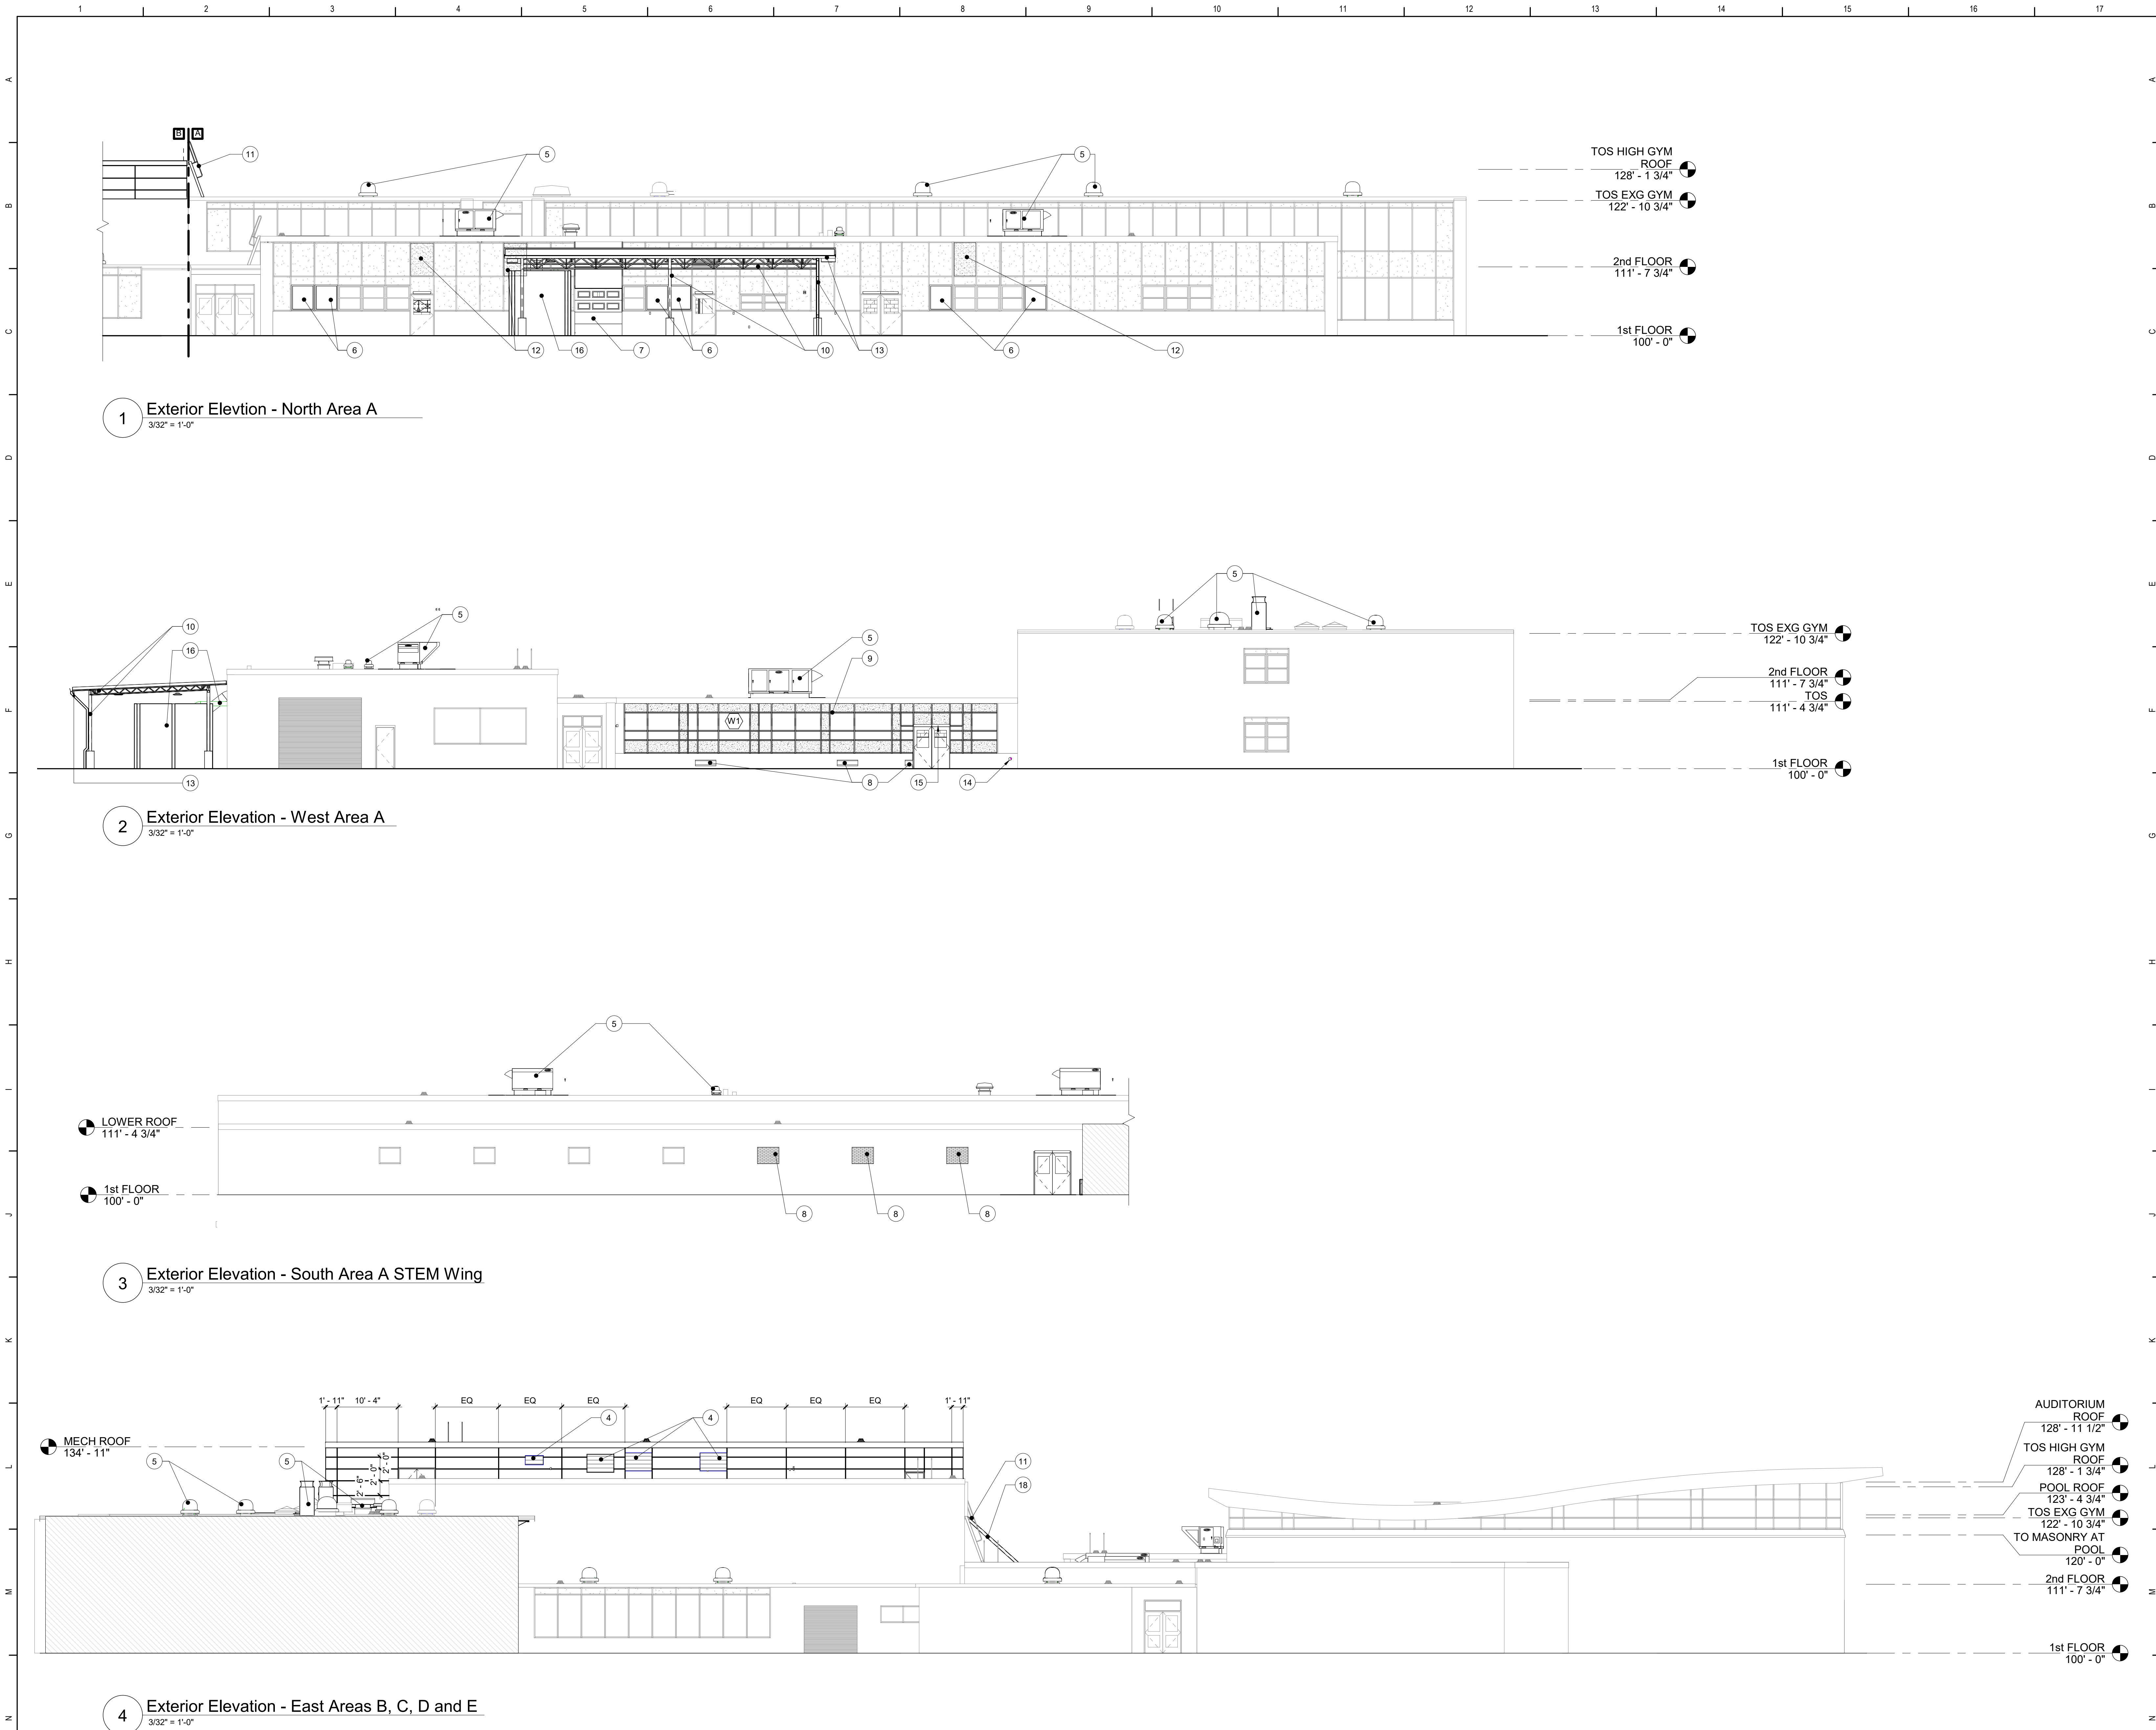 1 2 3 4 5 6 7 8 9 10 11 12 13 14 15 16 17
A A
B B
C C
D D
E E
F F
G G
H H
I I
J J
K K
L L
M M
N N
B A
11
5
5
TOS HIGH GYM
ROOF
128' - 1 3/4"
TOS EXG GYM
122' - 10 3/4"
2nd FLOOR
111' - 7 3/4"
1st FLOOR
100' - 0"
6 12 16 7 6 10 13 6 12
1 Exterior Elevtion - North Area A
3/32" = 1'-0"
5
10
5
16
5
9
W1
TOS EXG GYM
122' - 10 3/4"
2nd FLOOR
111' - 7 3/4"
TOS
111' - 4 3/4"
1st FLOOR
100' - 0"
13 8 15 14
2 Exterior Elevation - West Area A
3/32" = 1'-0"
5
LOWER ROOF
111' - 4 3/4"
1st FLOOR
100' - 0"
8 8 8
3 Exterior Elevation - South Area A STEM Wing
3/32" = 1'-0"
1' - 11" 10' - 4" EQ EQ EQ EQ EQ EQ 1' - 11"
4 4
MECH ROOF
134' - 11"
5 5
2' - 6" 2' - 0" 2' - 0"
11
18
AUDITORIUM
ROOF
128' - 11 1/2"
TOS HIGH GYM
ROOF
128' - 1 3/4"
POOL ROOF
123' - 4 3/4"
TOS EXG GYM
122' - 10 3/4"
TO MASONRY AT
POOL
120' - 0"
2nd FLOOR
111' - 7 3/4"
1st FLOOR
100' - 0"
4 Exterior Elevation - East Areas B, C, D and E
3/32" = 1'-0"